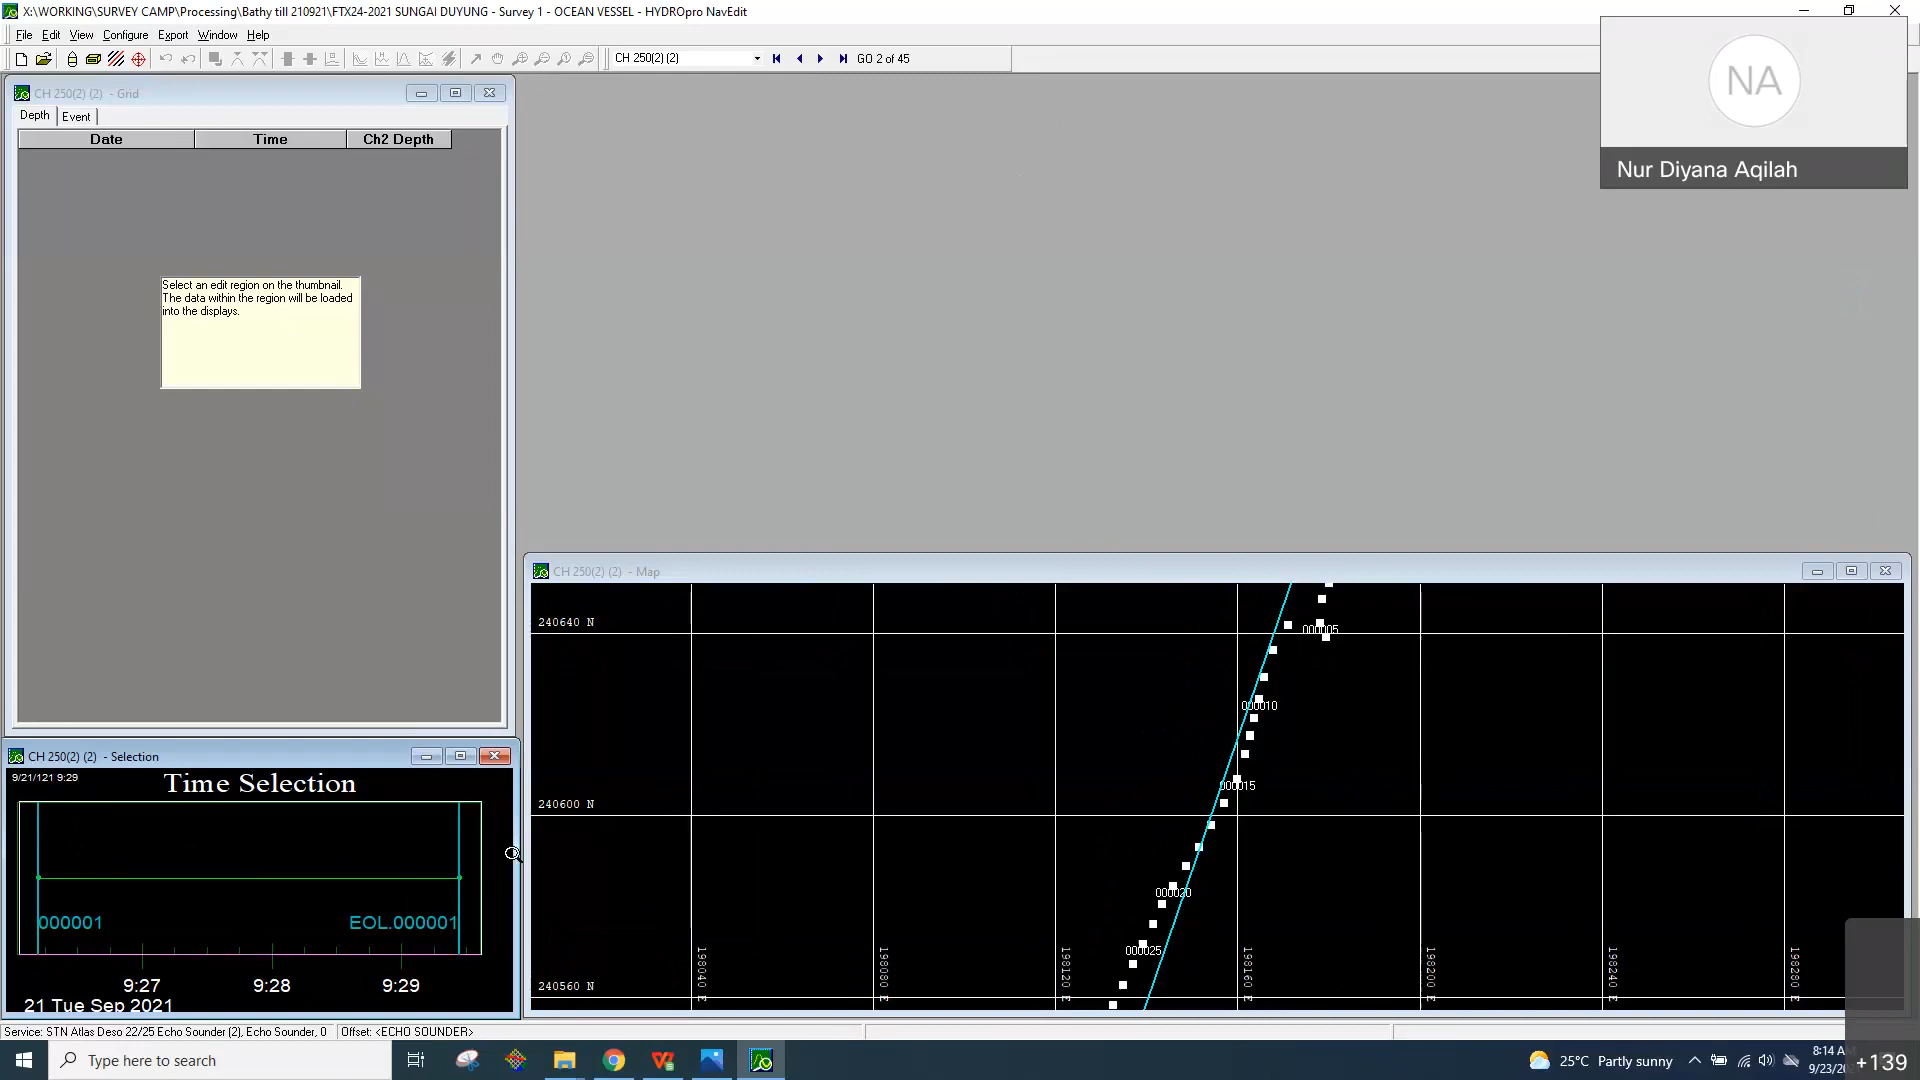 X:\WORKING\SURVEY CAMP\Processing\Bathy till 210921\FTX24-2021 SUNGAI DUYUNG - Survey 1 - OCEAN VESSEL - HYDROpro NavEdit
File Edit View Configure Export Window Help
CH 250(2) (2) GO 2 of 45
NA
Nur Diyana Aqilah
CH 250(2) (2) - Grid
Depth Event
Date Time Ch2 Depth
Select an edit region on the thumbnail.
The data within the region will be loaded
into the displays.
CH 250(2) (2) - Map
240640 N
000005
000010
000015
240600 N
000020
000025
240560 N
198040 E
198080 E
198120 E
198160 E
198200 E
198240 E
198280 E
CH 250(2) (2) - Selection
9/21/121 9:29
Time Selection
000001 EOL.000001
9:27 9:28 9:29
21 Tue Sep 2021
Service: STN Atlas Deso 22/25 Echo Sounder (2), Echo Sounder, 0 Offset: <ECHO SOUNDER>
Type here to search
25°C Partly sunny
8:14
+139